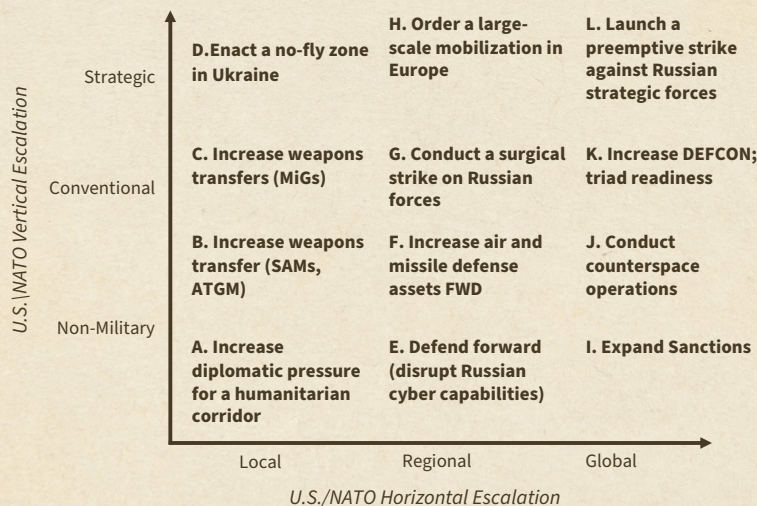 H. Order a large-
scale mobilization in
Europe
L. Launch a
preemptive strike
against Russian
strategic forces
D.Enact a no-fly zone
in Ukraine
Strategic
C. Increase weapons
transfers (MiGs)
G. Conduct a surgical
strike on Russian
forces
K. Increase DEFCON;
triad readiness
Conventional
U.S.\NATO Vertical Escalation
B. Increase weapons
transfer (SAMs,
ATGM)
F. Increase air and
missile defense
assets FWD
J. Conduct
counterspace
operations
Non-Military
A. Increase
diplomatic pressure
for a humanitarian
corridor
E. Defend forward
(disrupt Russian
cyber capabilities)
I. Expand Sanctions
Local
Regional
Global
U.S./NATO Horizontal Escalation